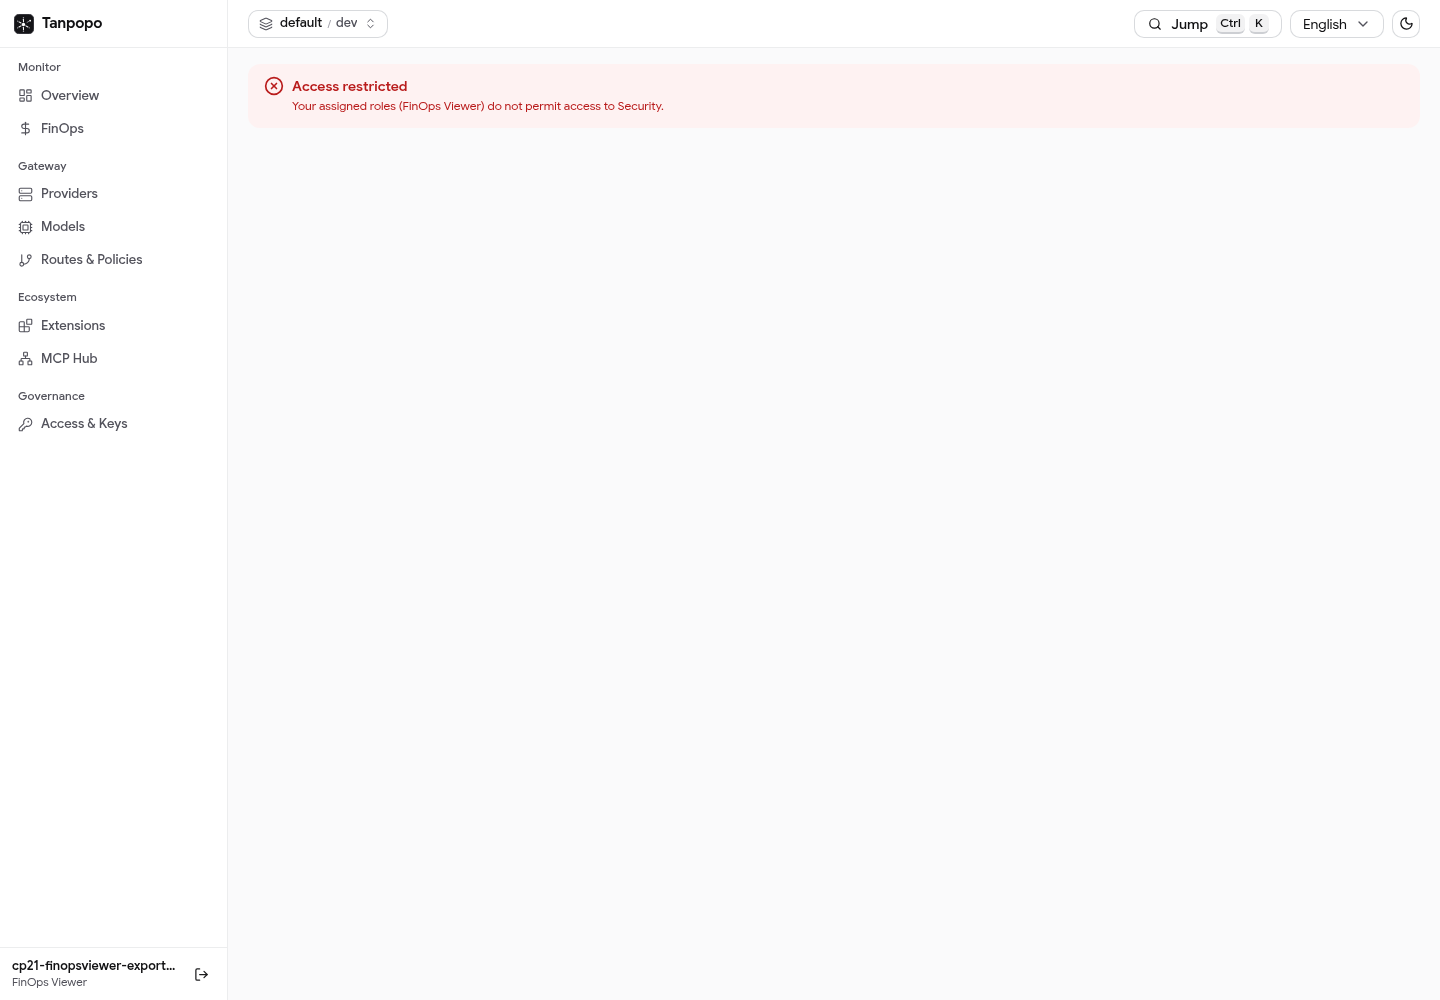 Tanpopo
default / dev
Jump Ctrl K
English
Monitor
Overview
FinOps
Gateway
Providers
Models
Routes & Policies
Ecosystem
Extensions
MCP Hub
Governance
Access & Keys
Access restricted
Your assigned roles (FinOps Viewer) do not permit access to Security.
cp21-finopsviewer-export...
FinOps Viewer